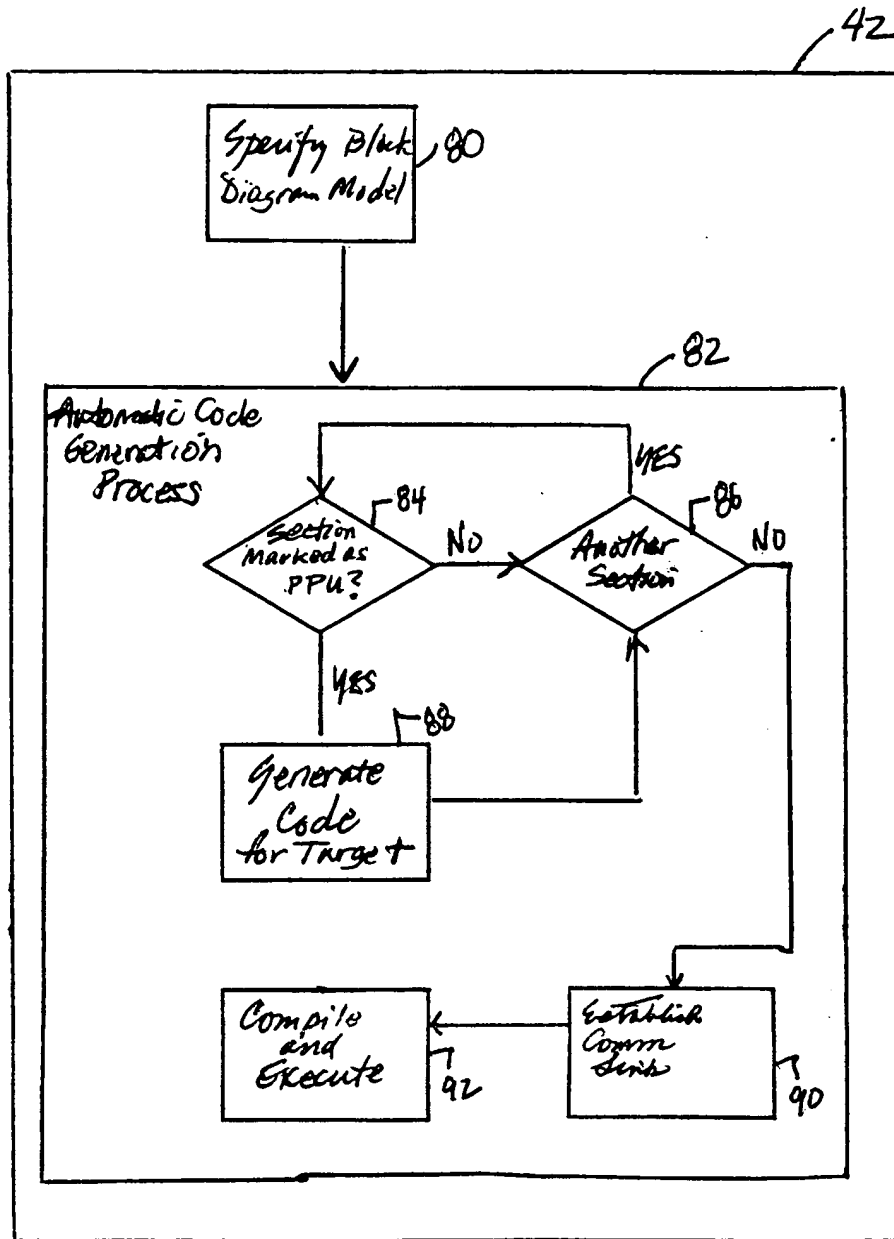 42
Specify Block
Diagram Model
80
82
Automatic Code
Generation
Process
YES
84
86
Section
Marked as
PPU?
NO
Another
Section
NO
YES
88
Generate
Code
for Target
Compile
and
Execute
92
Establish
Comm
Link
90